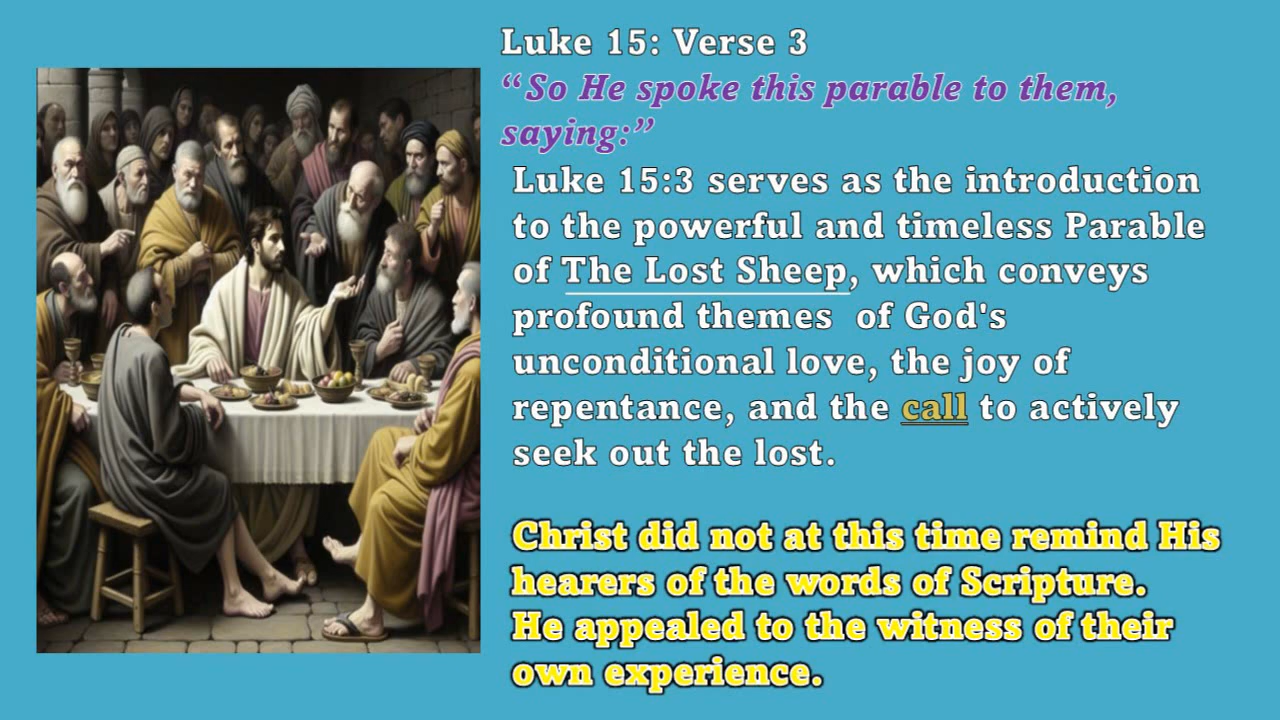 Luke 15: Verse 3
“So He spoke this parable to them,
saying:”
Luke 15:3 serves as the introduction
to the powerful and timeless Parable
of The Lost Sheep, which conveys
profound themes  of God's
unconditional love, the joy of
repentance, and the call to actively
seek out the lost.
Christ did not at this time remind His
hearers of the words of Scripture.
He appealed to the witness of their
own experience.